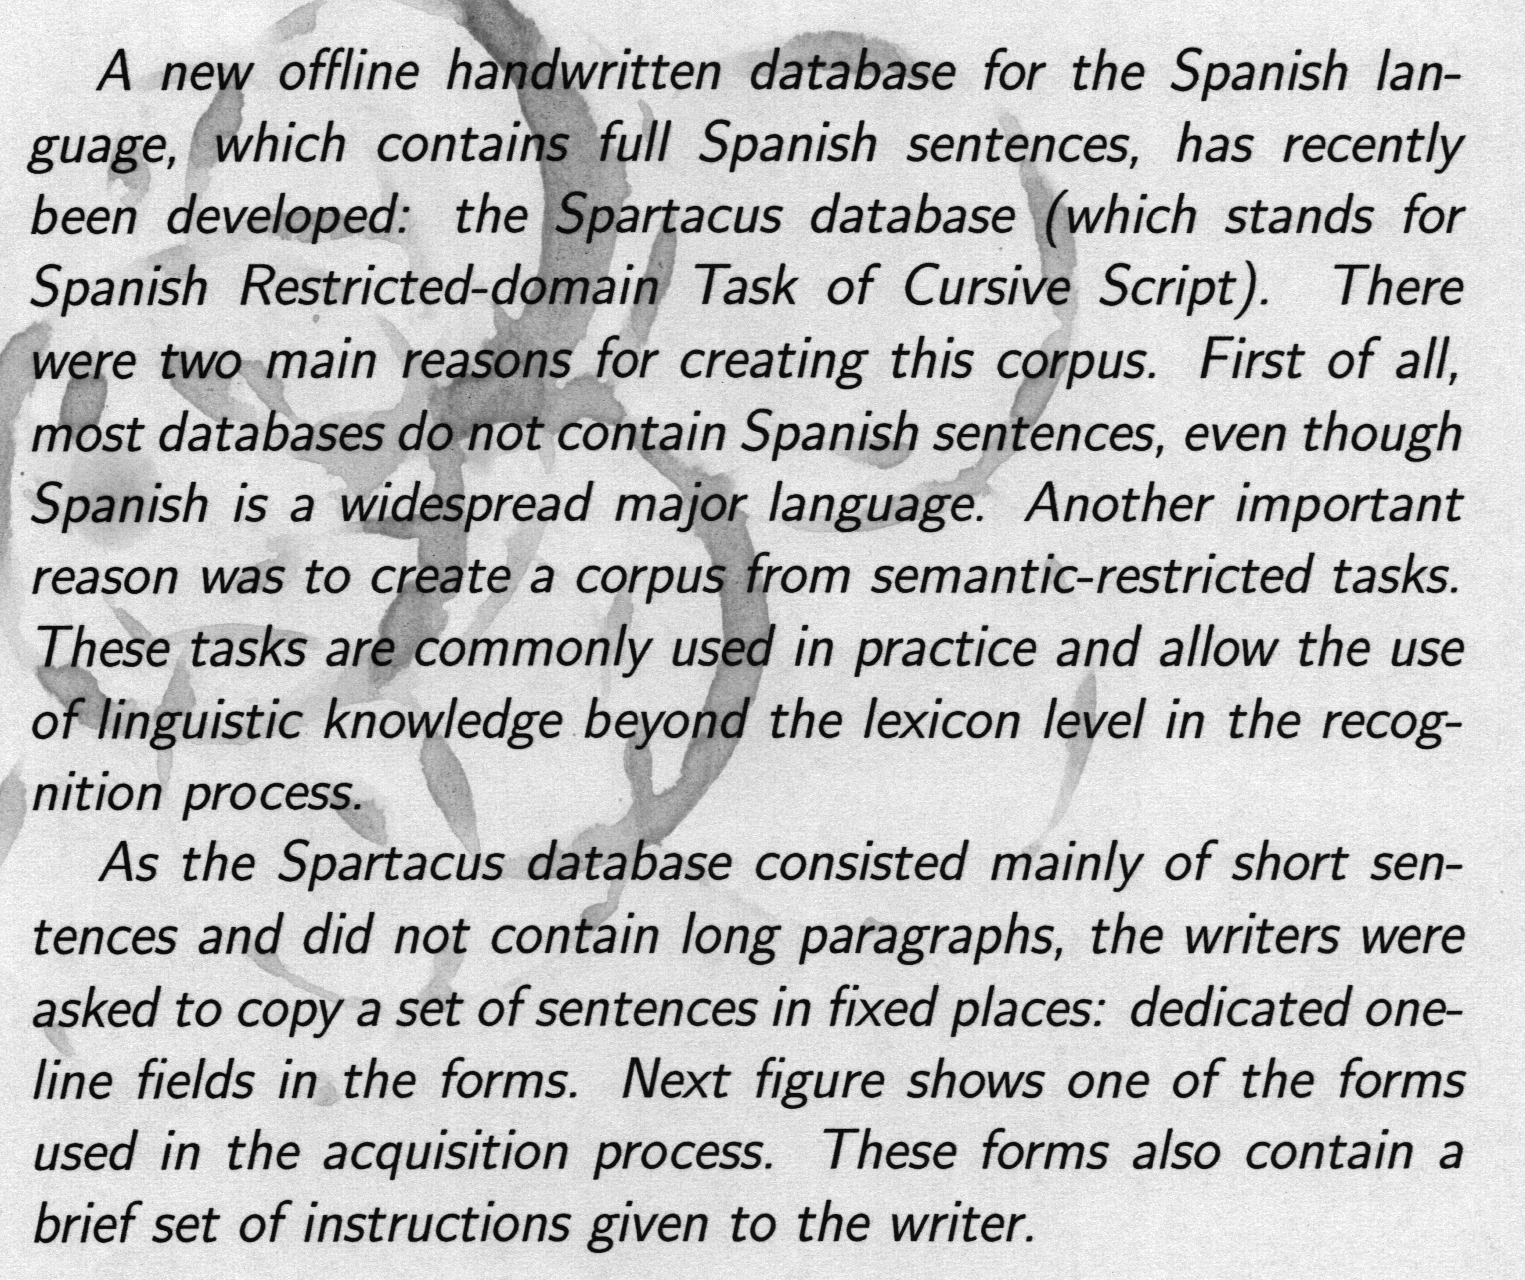 A new offline handwritten database for the Spanish lan-
guage, which contains full Spanish sentences, has recently
been developed: the Spartacus database (which stands for
Spanish Restricted-domain Task of Cursive Script). There
were two main reasons for creating this corpus. First of all,
most databases do not contain Spanish sentences, even though
Spanish is a widespread major language. Another important
reason was to create a corpus from semantic-restricted tasks.
These tasks are commonly used in practice and allow the use
of linguistic knowledge beyond the lexicon level in the recog-
nition process.
As the Spartacus database consisted mainly of short sen-
tences and did not contain long paragraphs, the writers were
asked to copy a set of sentences in fixed places: dedicated one-
line fields in the forms. Next figure shows one of the forms
used in the acquisition process. These forms also contain a
brief set of instructions given to the writer.